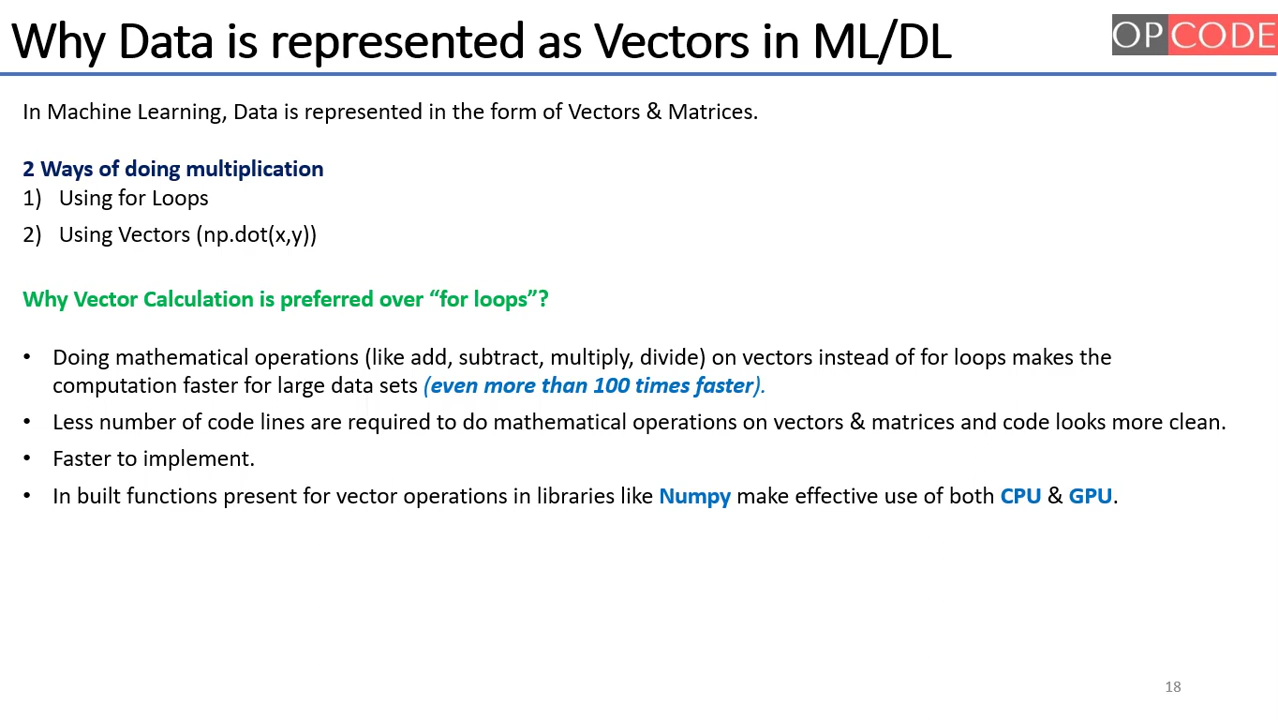 Why Data is represented as Vectors in ML/DL
OPCODE
In Machine Learning, Data is represented in the form of Vectors & Matrices.
2 Ways of doing multiplication
1) Using for Loops
2) Using Vectors (np.dot(x,y))
Why Vector Calculation is preferred over “for loops”?
• Doing mathematical operations (like add, subtract, multiply, divide) on vectors instead of for loops makes the
computation faster for large data sets (even more than 100 times faster).
• Less number of code lines are required to do mathematical operations on vectors & matrices and code looks more clean.
• Faster to implement.
• In built functions present for vector operations in libraries like Numpy make effective use of both CPU & GPU.
18